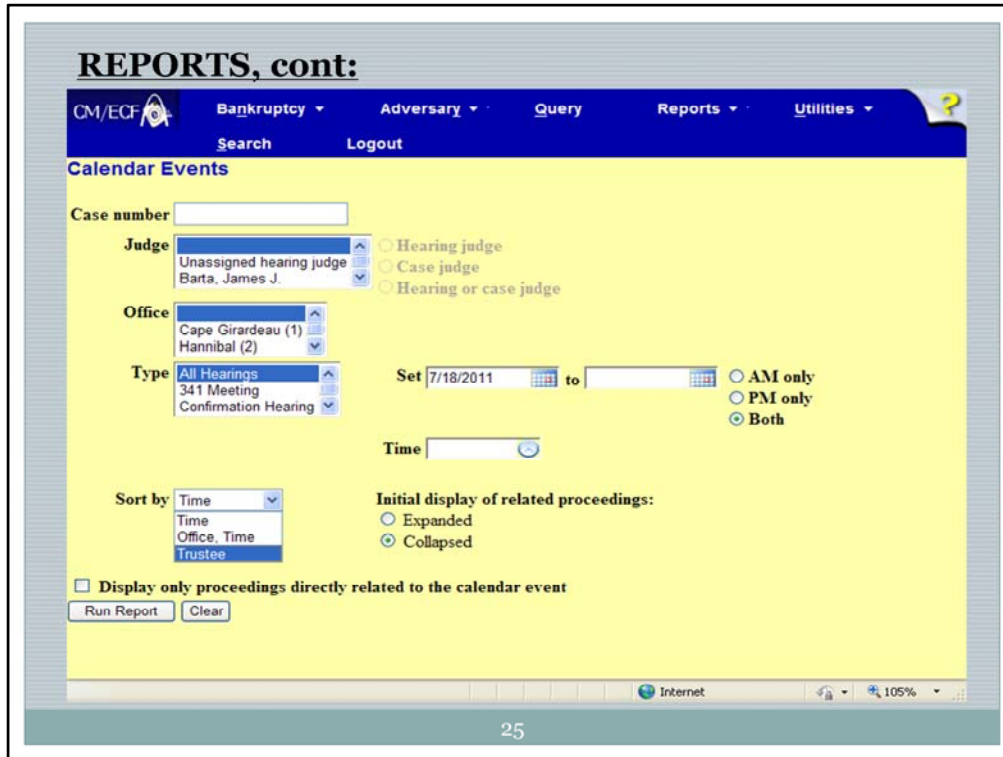 REPORTS, cont:
CM/ECF Bankruptcy Adversary Query Reports Utilities ?
Search Logout
Calendar Events
Case number
Judge Unassigned hearing judge Barta, James J.
Hearing judge
Case judge
Hearing or case judge
Office
Cape Girardeau (1)
Hannibal (2)
Type All Hearings Set 7/18/2011 to AM only
341 Meeting PM only
Confirmation Hearing Both
Time
Sort by Time Initial display of related proceedings:
Time Expanded
Office, Time Collapsed
Trustee
Display only proceedings directly related to the calendar event
Run Report Clear
Internet 105%
25